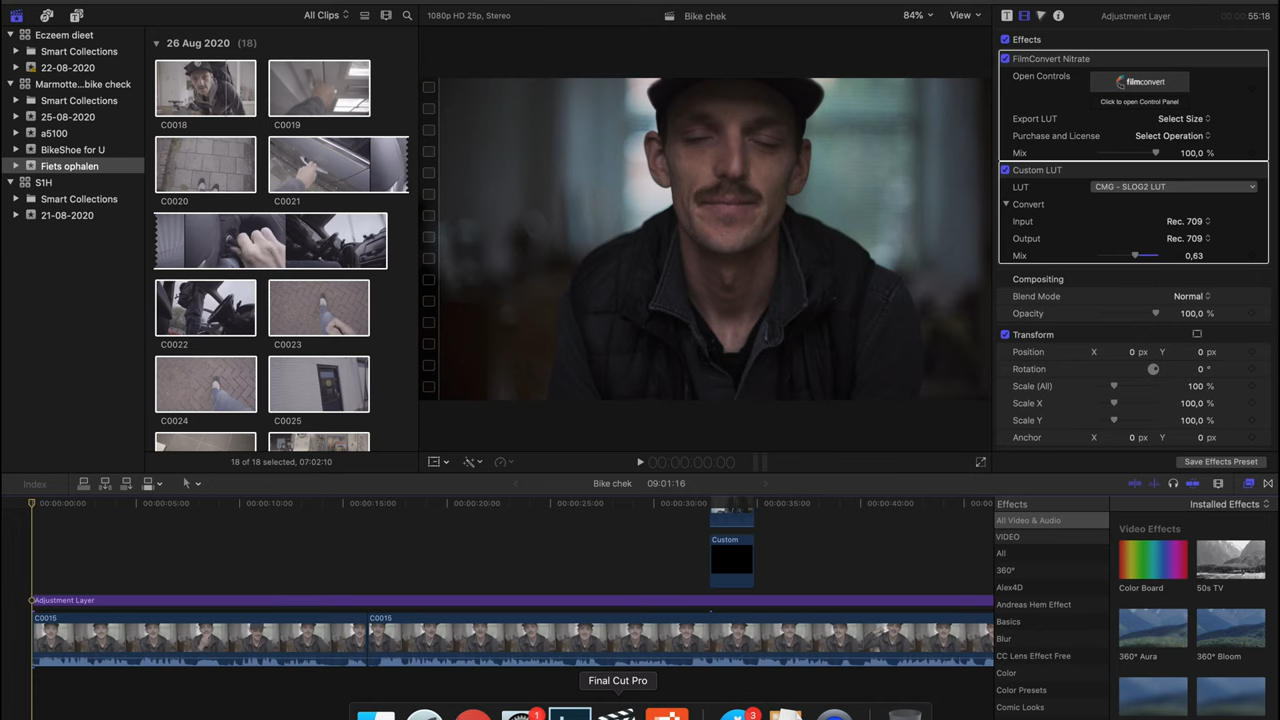 All Clips
1080p HD 25p, Stereo
Bike chek
84%
View
Adjustment Layer
00:00:55:18
Eczeem dieet
Smart Collections
22-08-2020
Marmotte...bike check
Smart Collections
25-08-2020
a5100
BikeShoe for U
Fiets ophalen
S1H
Smart Collections
21-08-2020
26 Aug 2020 (18)
C0018
C0019
C0020
C0021
C0022
C0023
C0024
C0025
18 of 18 selected, 07:02:10
00:00:00:00
Effects
FilmConvert Nitrate
Open Controls
filmconvert
Click to open Control Panel
Export LUT
Select Size
Purchase and License
Select Operation
Mix
100,0 %
Custom LUT
LUT
CMG - SLOG2 LUT
Convert
Input
Rec. 709
Output
Rec. 709
Mix
0,63
Compositing
Blend Mode
Normal
Opacity
100,0 %
Transform
Position X 0 px Y 0 px
Rotation 0 °
Scale (All) 100 %
Scale X 100,0 %
Scale Y 100,0 %
Anchor X 0 px Y 0 px
Save Effects Preset
Index
Bike chek
09:01:16
00:00:00:00
00:00:05:00
00:00:10:00
00:00:15:00
00:00:20:00
00:00:25:00
00:00:30:00
00:00:35:00
00:00:40:00
Custom
Adjustment Layer
C0015
C0015
Final Cut Pro
1
3
Effects
Installed Effects
All Video & Audio
VIDEO
All
360°
Alex4D
Andreas Hem Effect
Basics
Blur
CC Lens Effect Free
Color
Color Presets
Comic Looks
Video Effects
Color Board
50s TV
360° Aura
360° Bloom